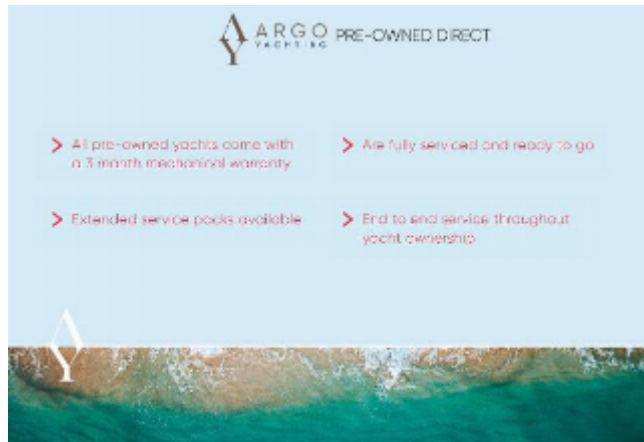 ARGO
YACHTING
PRE-OWNED DIRECT
All pre-owned yachts come with
a 3 month mechanical warranty
Are fully serviced and ready to go
Extended service packs available
End to end service throughout
yacht ownership